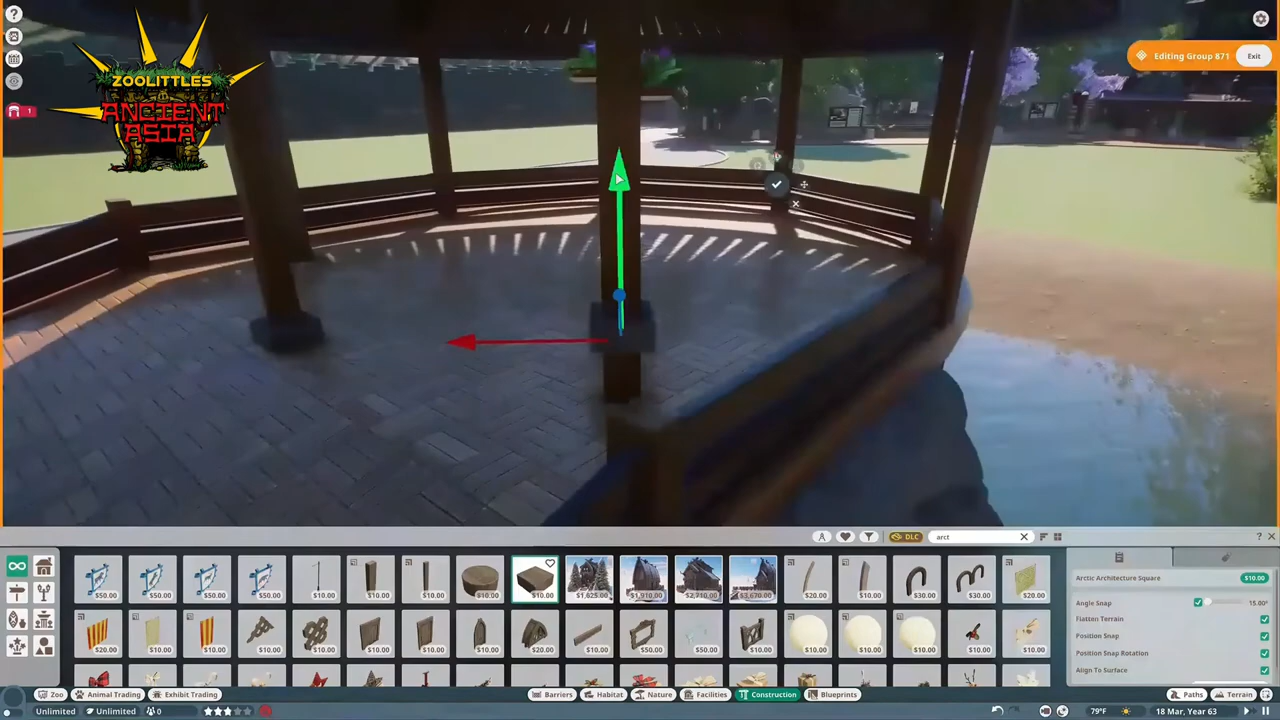 ?
Editing Group 871
Exit
ZOOLITTLES
ANCIENT
ASIA
1
DLC
arct
? ×
$50.00
$50.00
$50.00
$50.00
$10.00
$10.00
$10.00
$10.00
$10.00
$1,625.00
$1,910.00
$2,710.00
$3,670.00
$20.00
$10.00
$30.00
$30.00
$20.00
Arctic Architecture Square
$10.00
Angle Snap
15.00°
Flatten Terrain
Position Snap
Position Snap Rotation
Align To Surface
$20.00
$10.00
$10.00
$10.00
$10.00
$10.00
$10.00
$10.00
$20.00
$10.00
$50.00
$50.00
$10.00
$10.00
$10.00
$10.00
$10.00
$10.00
Zoo
Animal Trading
Exhibit Trading
Barriers
Habitat
Nature
Facilities
Construction
Blueprints
Paths
Terrain
Unlimited
Unlimited
0
79°F
18 Mar, Year 63